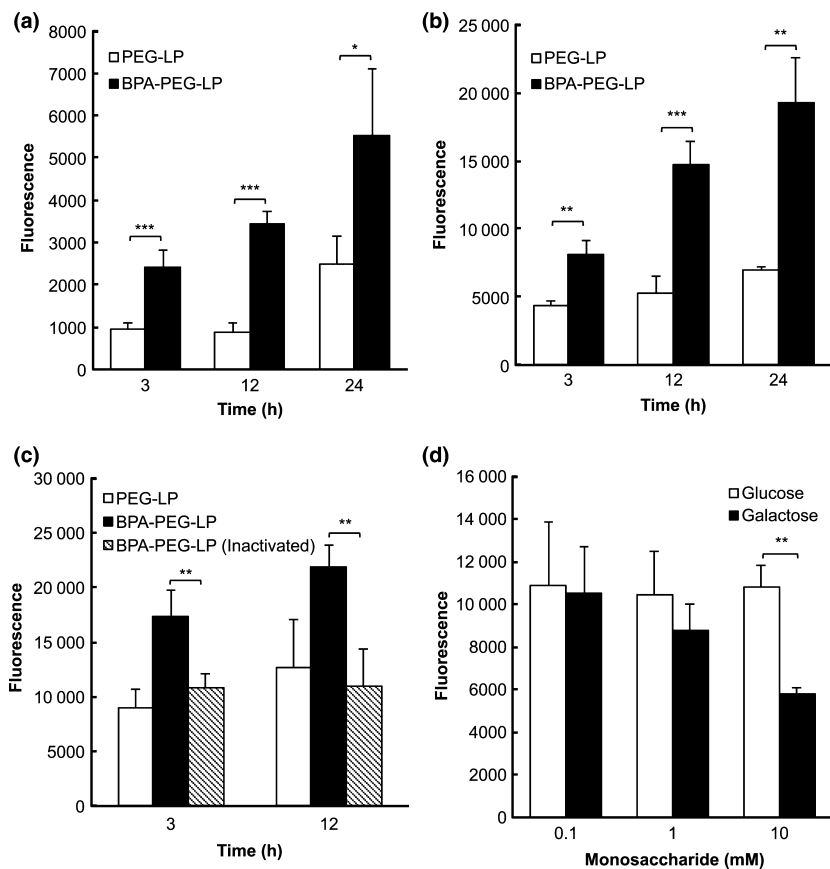 (a)
PEG-LP
BPA-PEG-LP
8000
7000
6000
5000
4000
3000
2000
1000
0
Fluorescence
***
***
*
3 12 24
Time (h)
(b)
PEG-LP
BPA-PEG-LP
25 000
20 000
15 000
10 000
5000
0
Fluorescence
**
***
**
3 12 24
Time (h)
(c)
PEG-LP
BPA-PEG-LP
BPA-PEG-LP (Inactivated)
30 000
25 000
20 000
15 000
10 000
5000
0
Fluorescence
**
**
3 12
Time (h)
(d)
Glucose
Galactose
16 000
14 000
12 000
10 000
8000
6000
4000
2000
0
Fluorescence
**
0.1 1 10
Monosaccharide (mM)